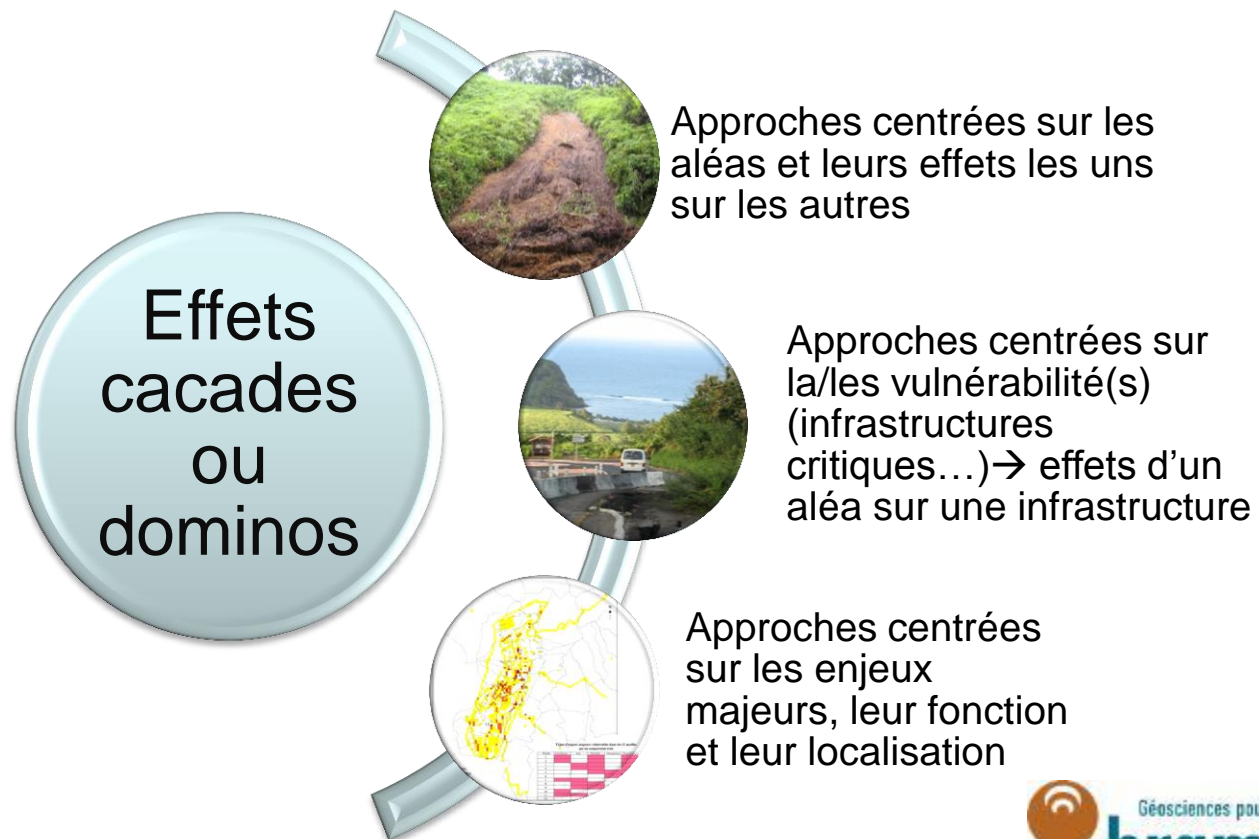 Effets
cacades
ou
dominos
Approches centrées sur les
aléas et leurs effets les uns
sur les autres
Approches centrées sur
la/les vulnérabilité(s)
(infrastructures
critiques…)→ effets d’un
aléa sur une infrastructure
Approches centrées
sur les enjeux
majeurs, leur fonction
et leur localisation
Géosciences pou